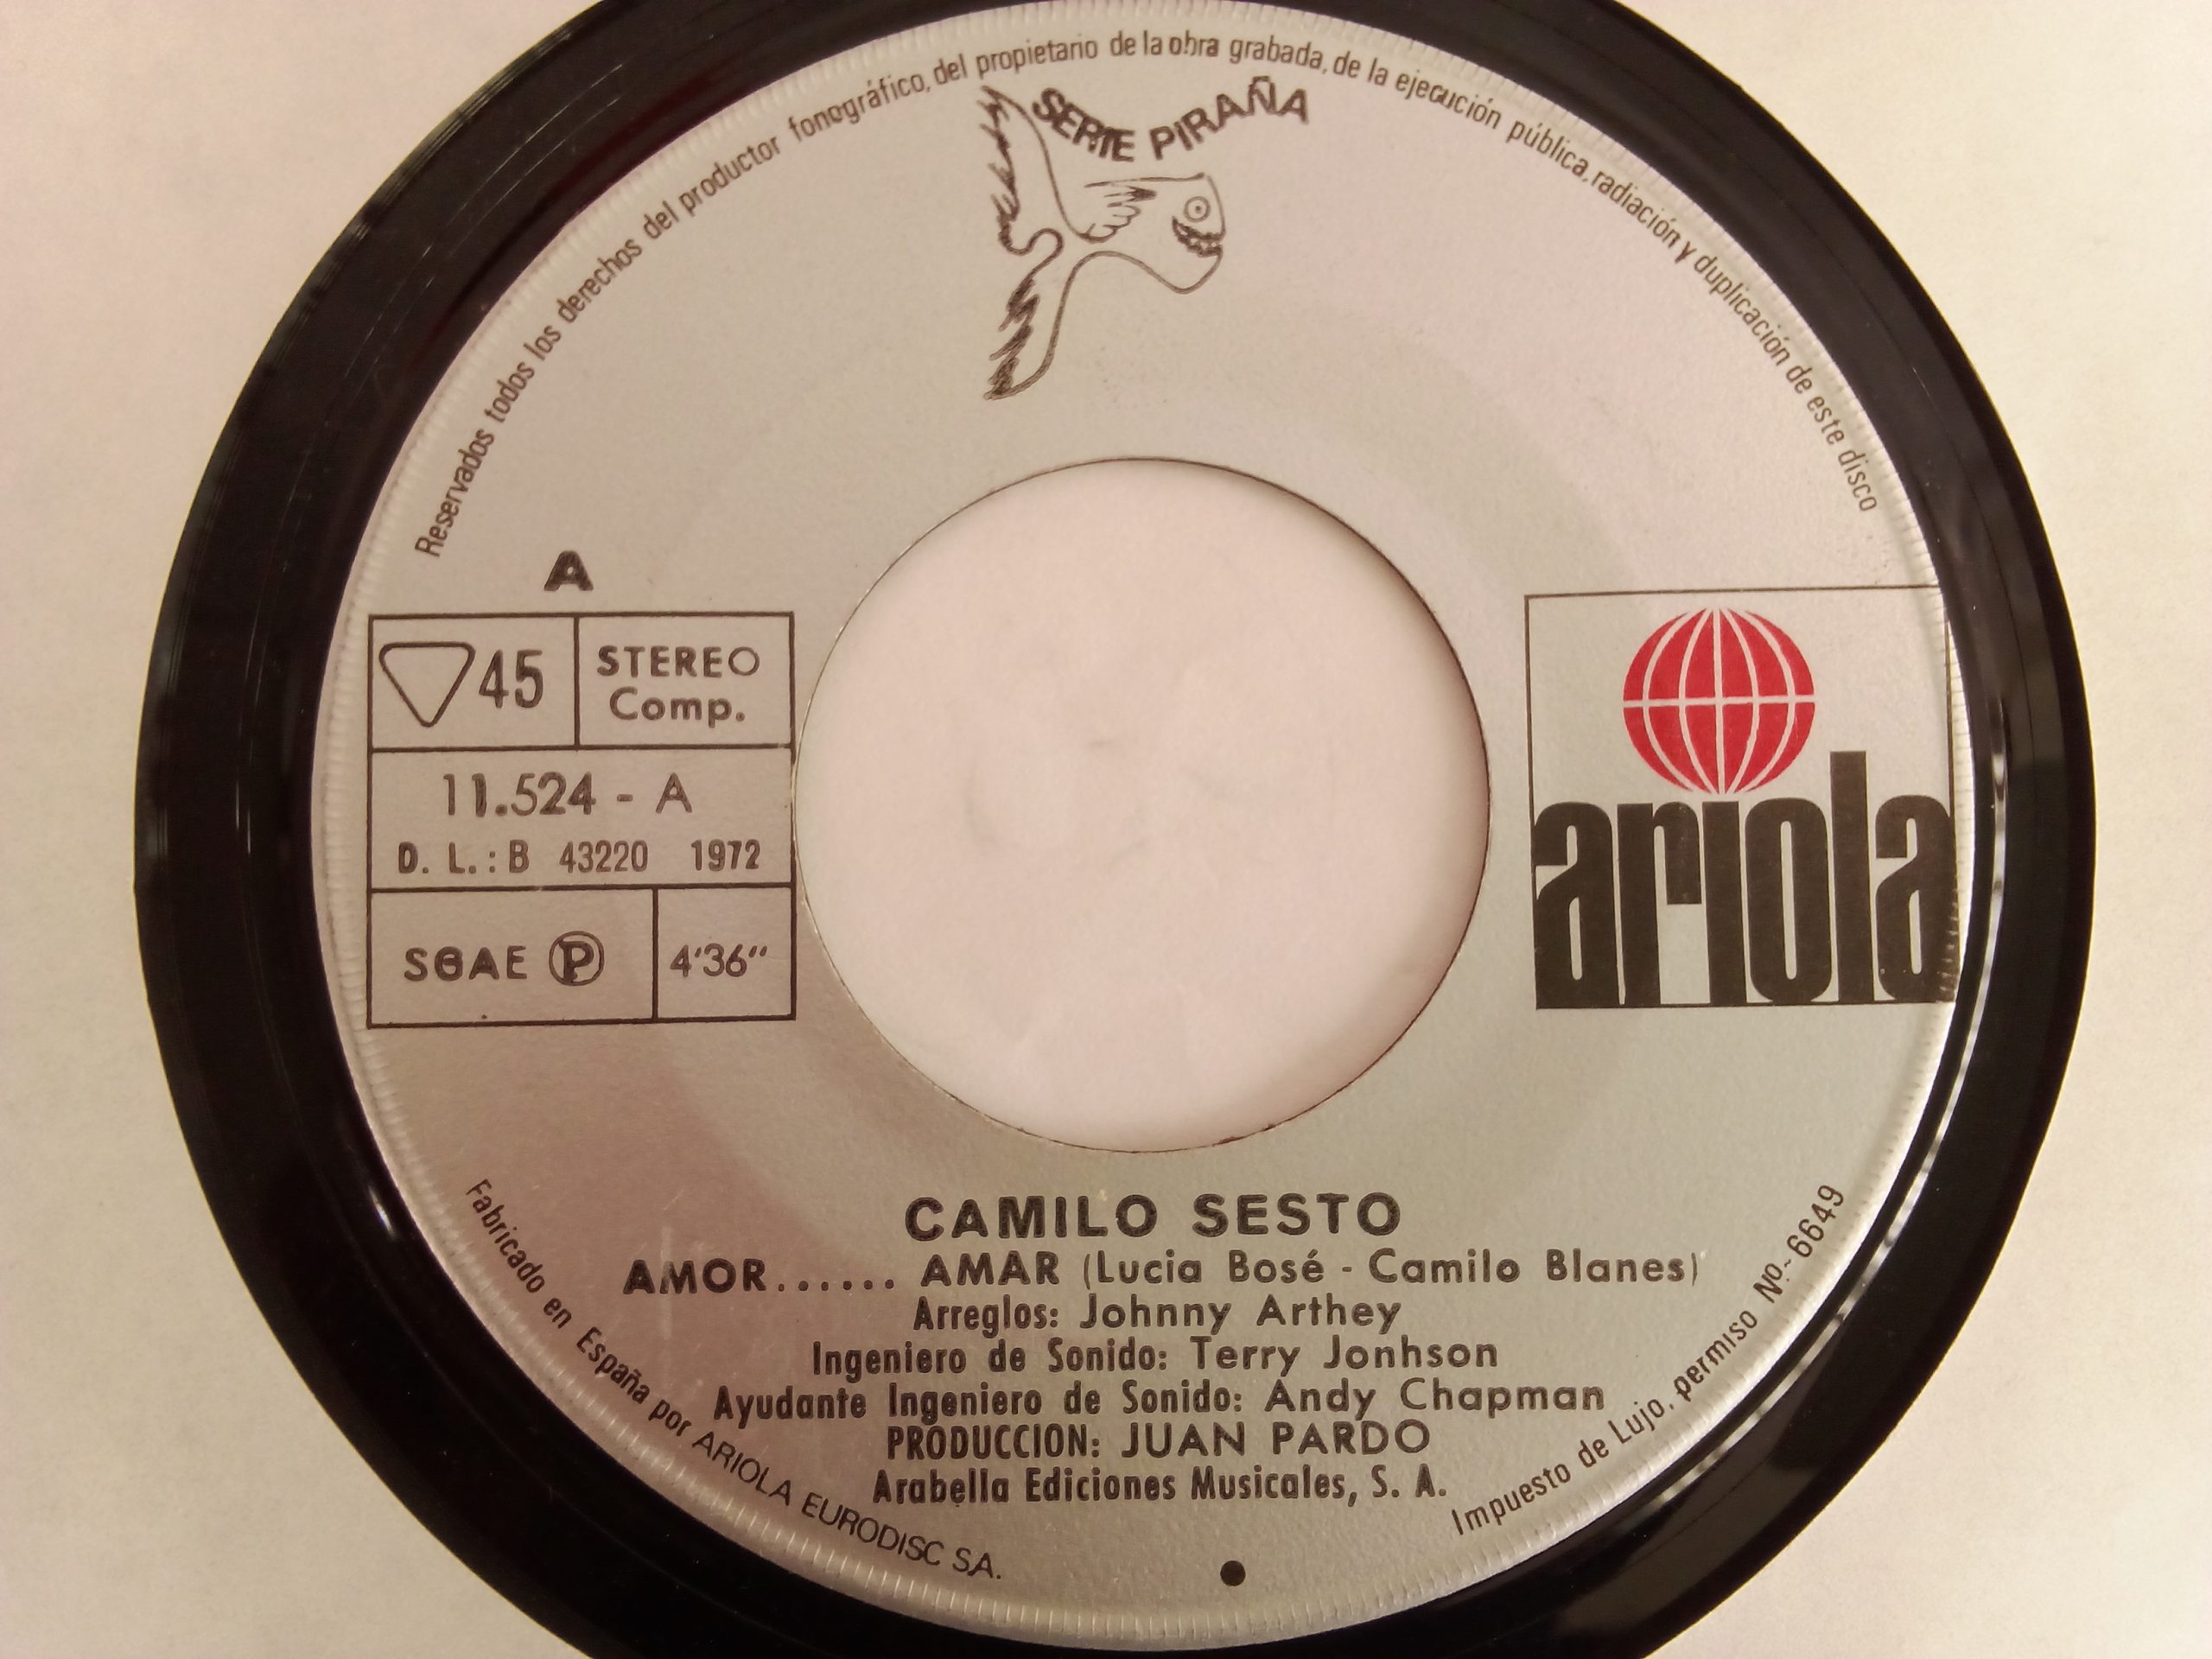 Reservados todos los derechos del productor fonográfico, del propietario de la obra grabada, de la ejecución pública, radiación y duplicación de este disco
SERIE PIRAÑA
A
45
STEREO
Comp.
11.524 - A
D. L.: B 43220 1972
SGAE Ⓟ
4'36"
ariola
CAMILO SESTO
AMOR...... AMAR (Lucia Bosé - Camilo Blanes)
Arreglos: Johnny Arthey
Ingeniero de Sonido: Terry Jonhson
Ayudante Ingeniero de Sonido: Andy Chapman
PRODUCCION: JUAN PARDO
Arabella Ediciones Musicales, S. A.
Fabricado en España por ARIOLA EURODISC S.A.
Impuesto de Lujo, permiso Nº- 6649